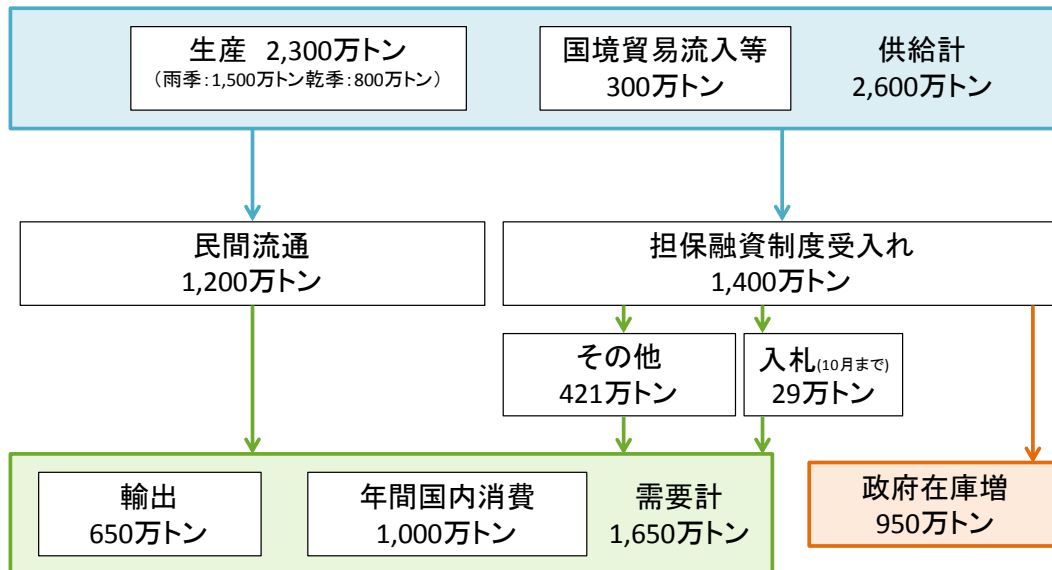 生産 2,300万トン
（雨季：1,500万トン乾季：800万トン）
国境貿易流入等
300万トン
供給計
2,600万トン
民間流通
1,200万トン
担保融資制度受入れ
1,400万トン
その他
421万トン
入札(10月まで)
29万トン
輸出
650万トン
年間国内消費
1,000万トン
需要計
1,650万トン
政府在庫増
950万トン